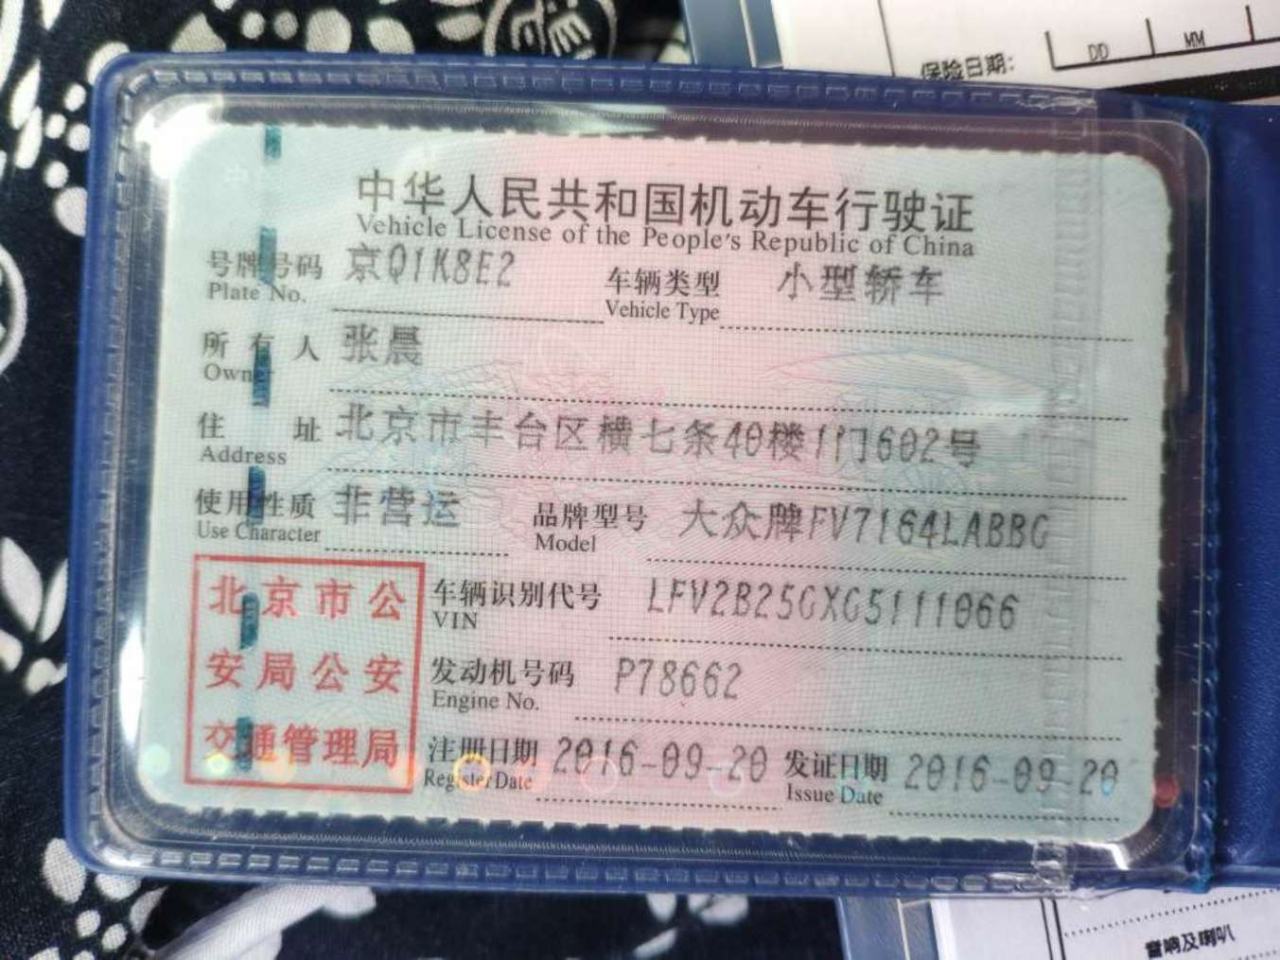 保险日期：
DD MM
中华人民共和国机动车行驶证
Vehicle License of the People's Republic of China
号牌号码 京Q1K8E2 车辆类型 小型轿车
Plate No. Vehicle Type
所有人 张晨
Owner
住址 北京市丰台区横七条40楼1门602号
Address
使用性质 非营运 品牌型号 大众牌FV7164LABBG
Use Character Model
北京市公
安局公安
交通管理局
车辆识别代号 LFV2B25GXG5111066
VIN
发动机号码 P78662
Engine No.
注册日期 2016-09-20 发证日期 2016-09-20
Register Date Issue Date
音响及喇叭